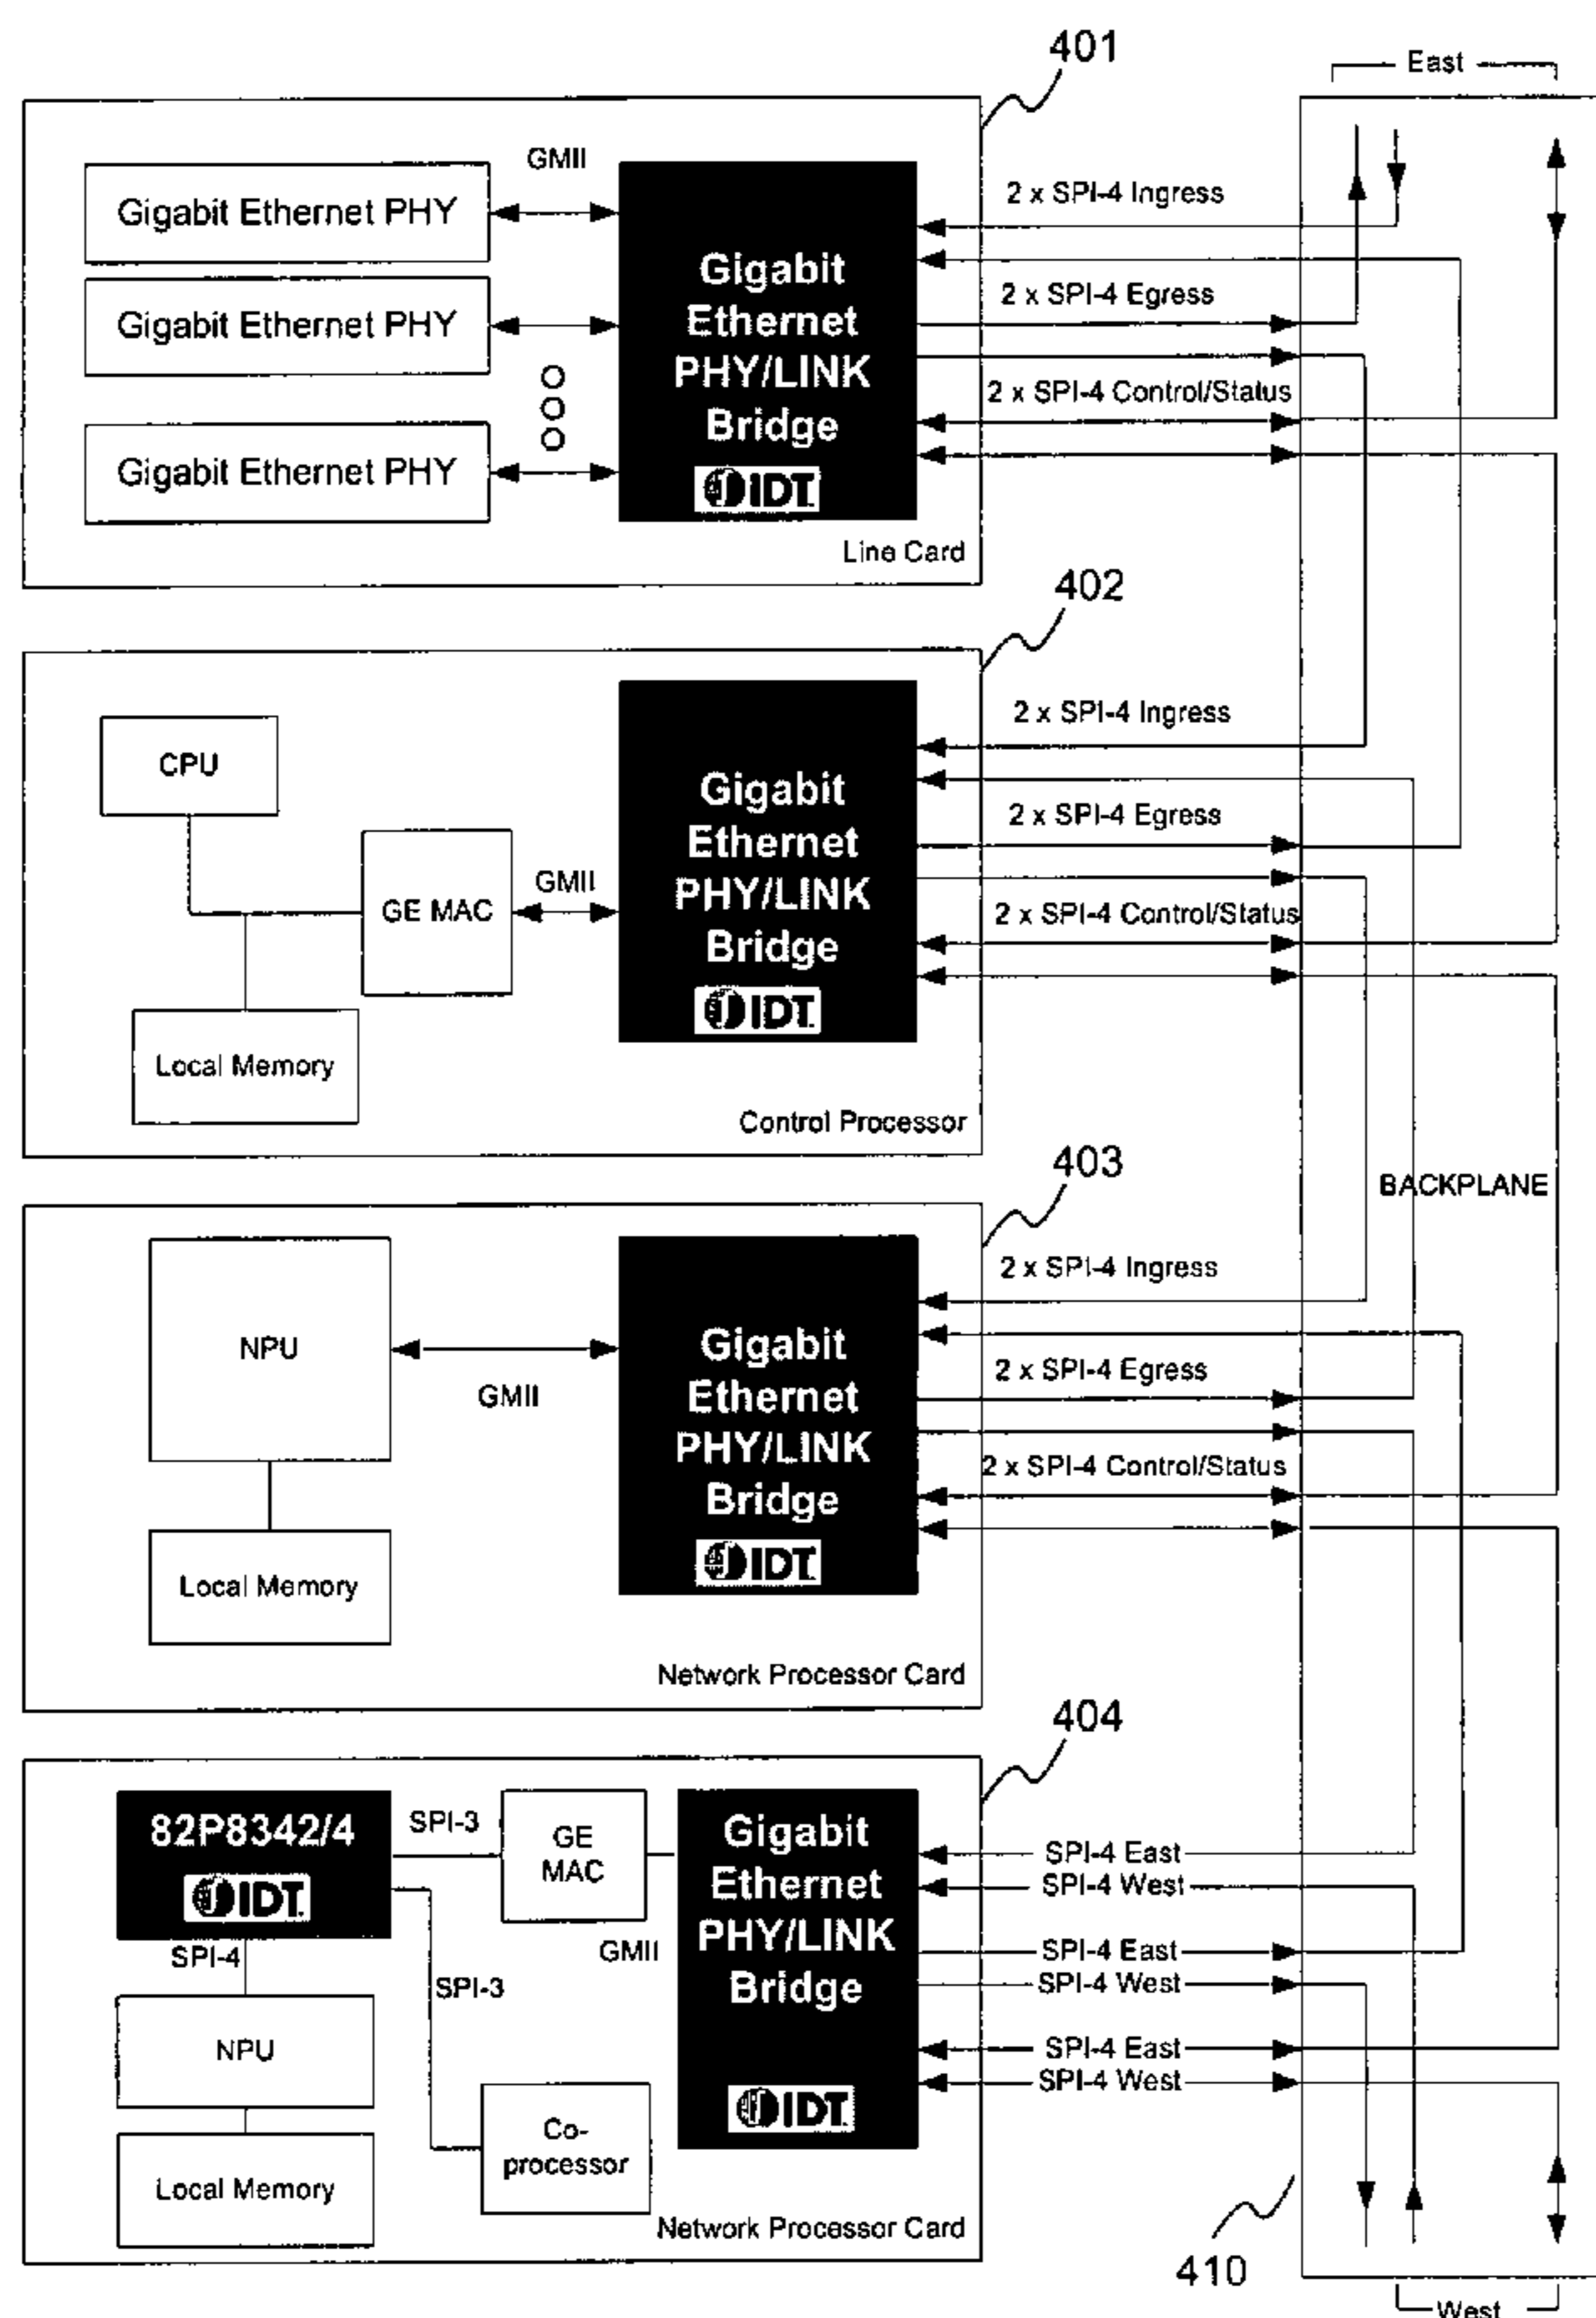 401
East
GMII
Gigabit Ethernet PHY
Gigabit Ethernet PHY
Gigabit Ethernet PHY
Gigabit
Ethernet
PHY/LINK
Bridge
IDT
Line Card
2 x SPI-4 Ingress
2 x SPI-4 Egress
2 x SPI-4 Control/Status
402
CPU
GE MAC
GMII
Local Memory
Gigabit
Ethernet
PHY/LINK
Bridge
IDT
Control Processor
2 x SPI-4 Ingress
2 x SPI-4 Egress
2 x SPI-4 Control/Status
403
BACKPLANE
NPU
GMII
Local Memory
Gigabit
Ethernet
PHY/LINK
Bridge
IDT
Network Processor Card
2 x SPI-4 Ingress
2 x SPI-4 Egress
2 x SPI-4 Control/Status
404
82P8342/4
IDT
SPI-3
GE
MAC
GMII
SPI-4
SPI-3
NPU
Local Memory
Co-
processor
Gigabit
Ethernet
PHY/LINK
Bridge
IDT
Network Processor Card
SPI-4 East
SPI-4 West
SPI-4 East
SPI-4 West
SPI-4 East
SPI-4 West
410
West